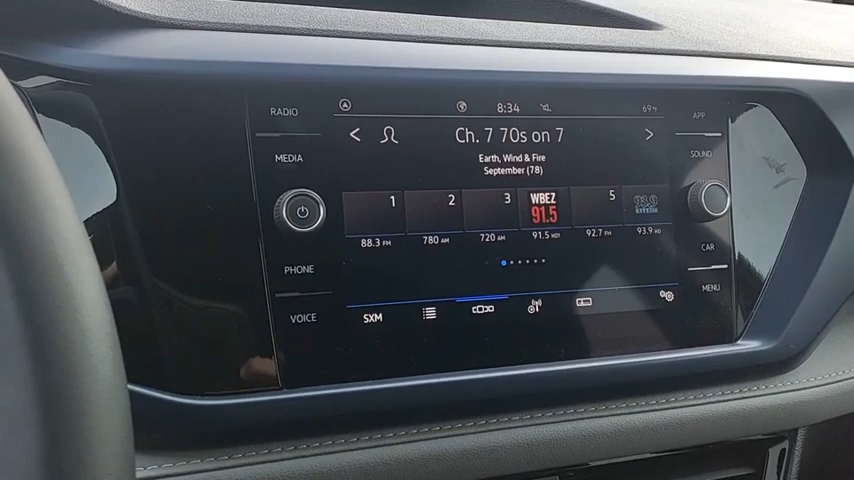 RADIO
8:34
69°F
APP
Ch. 7 70s on 7
MEDIA
Earth, Wind & Fire
September (78)
SOUND
1
2
3
WBEZ
91.5
5
93.9
88.3 FM
780 AM
720 AM
91.5 HD1
92.7 FM
93.9 HD
PHONE
CAR
MENU
VOICE
SXM